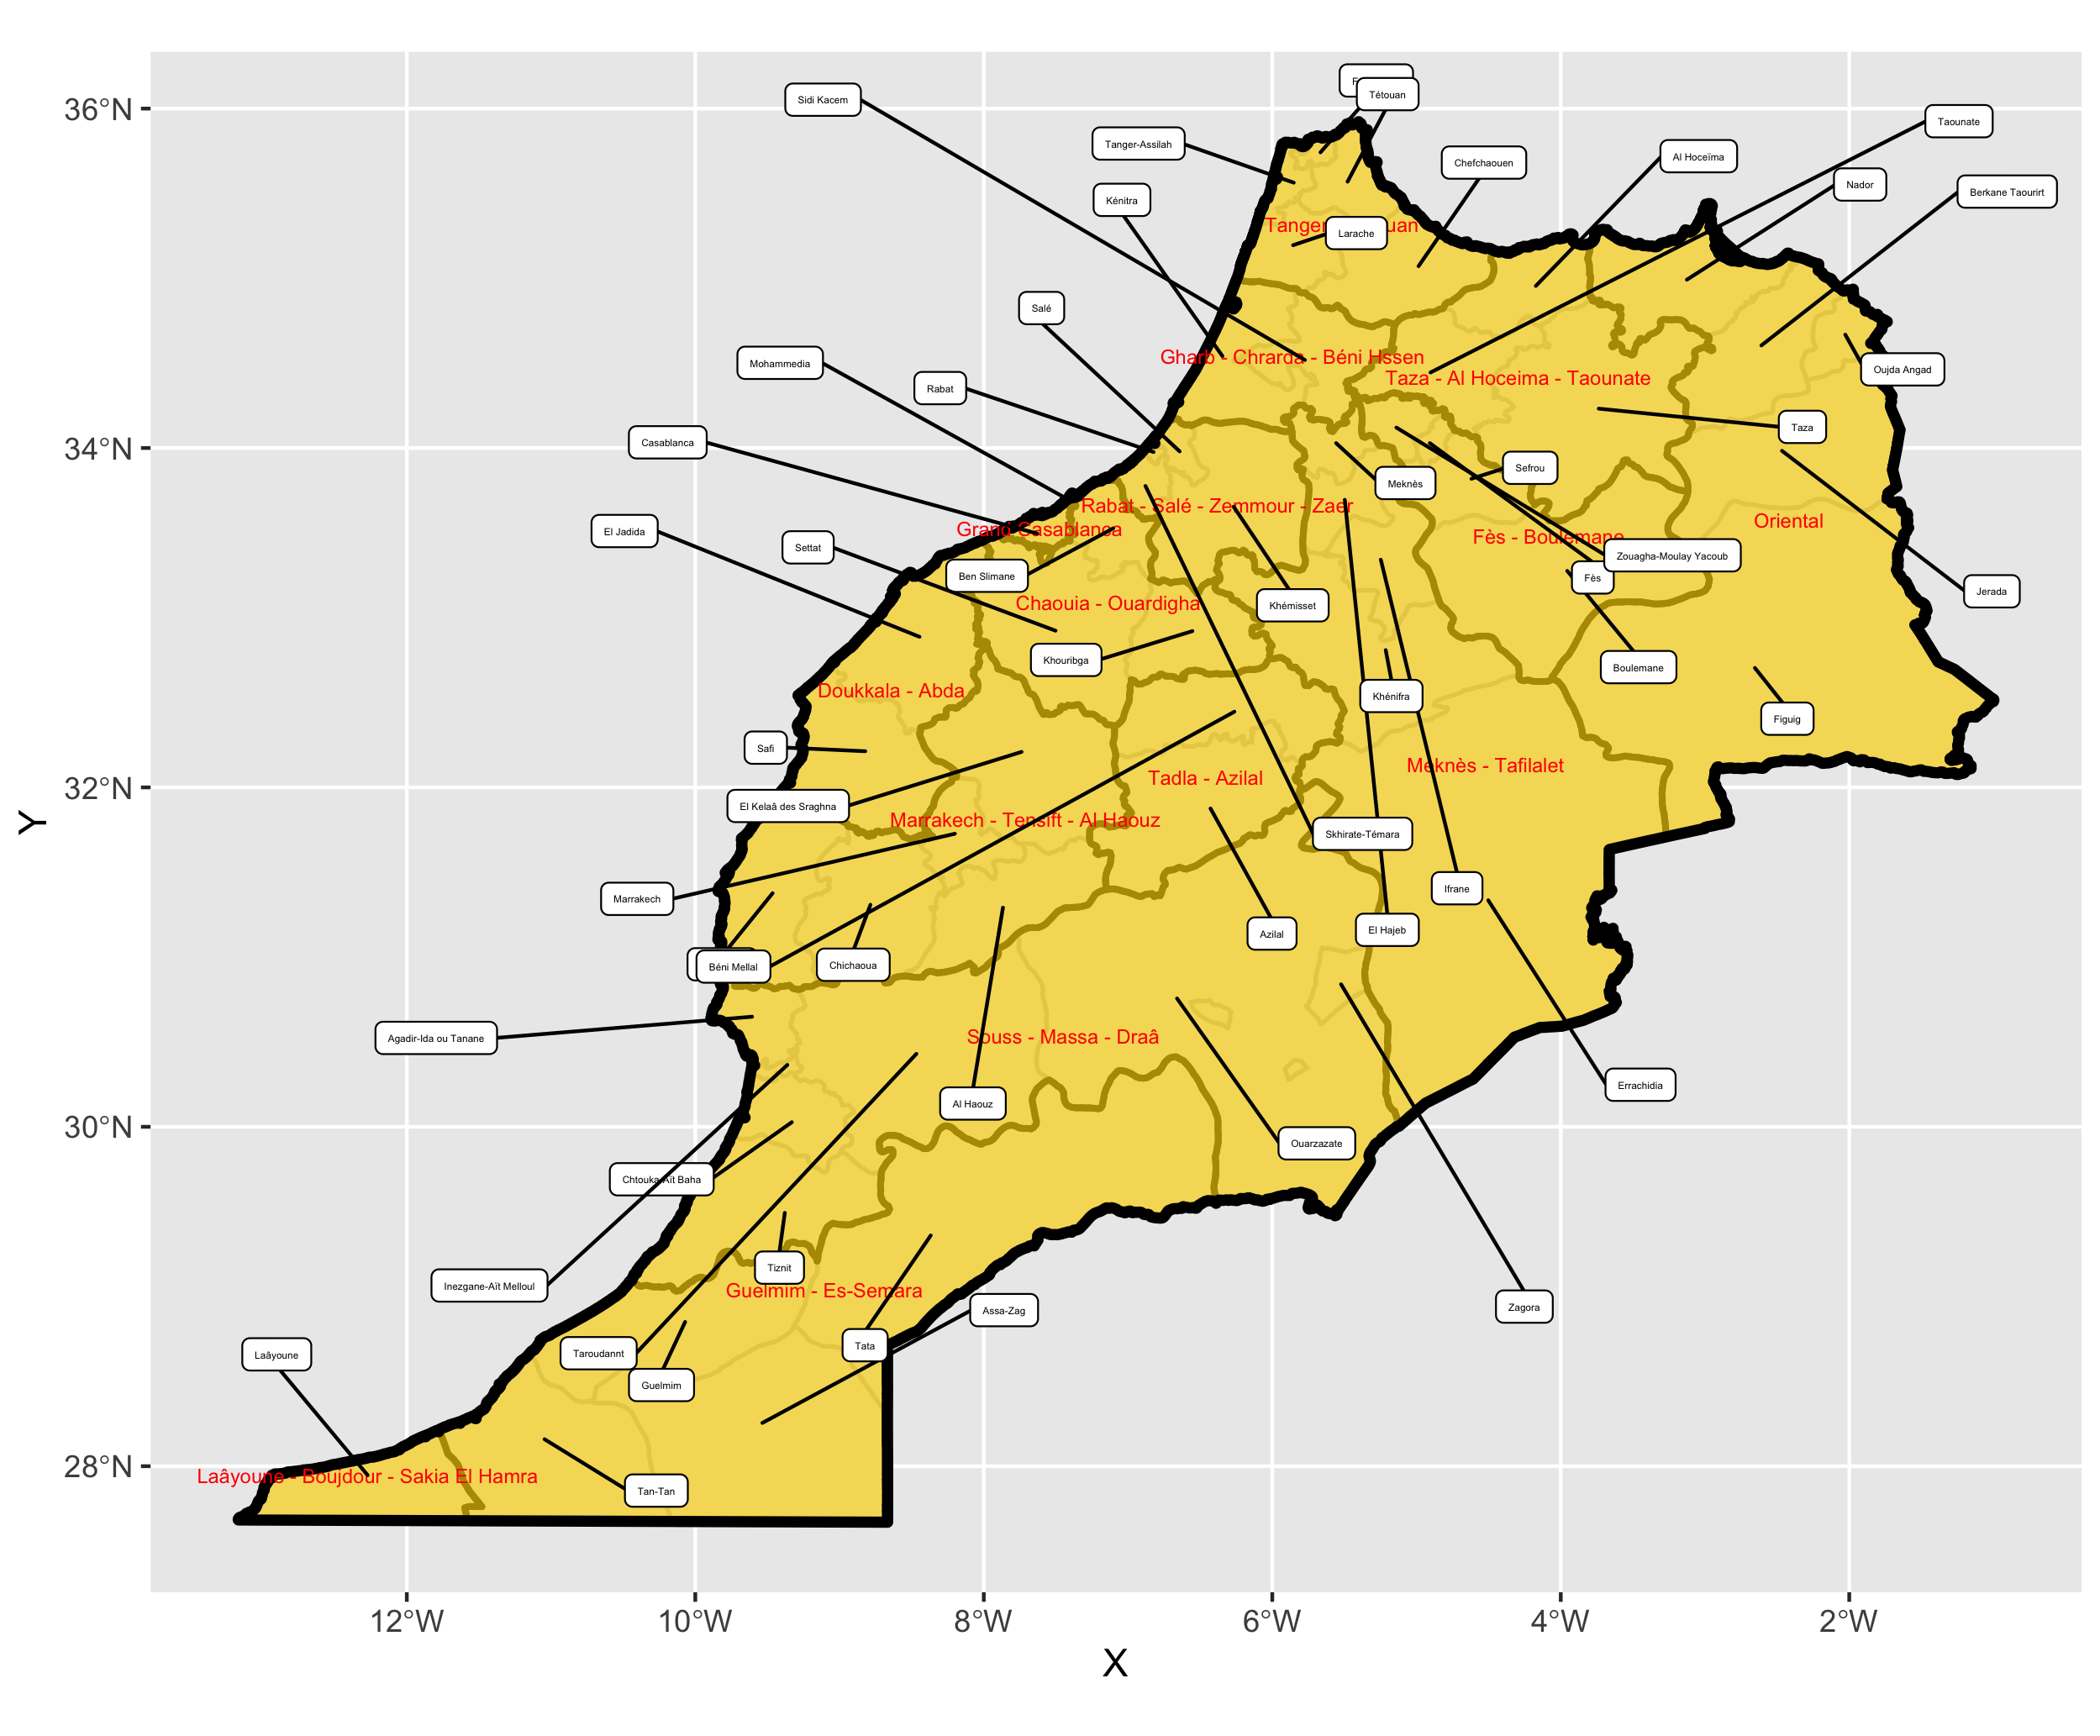 36°N
34°N
32°N
30°N
28°N
Y
Tétouan
Sidi Kacem
Taounate
Tanger-Assilah
Al Hoceïma
Chefchaouen
Nador
Berkane Taourirt
Kénitra
Larache
Salé
Gharb - Chrarda - Béni Hssen
Mohammedia
Oujda Angad
Taza - Al Hoceima - Taounate
Rabat
Taza
Casablanca
Sefrou
Meknès
Rabat - Salé - Zemmour - Zaer
Oriental
Grand Casablanca
El Jadida
Fès - Boulemane
Settat
Zouagha-Moulay Yacoub
Ben Slimane
Fès
Jerada
Chaouia - Ouardigha
Khémisset
Khouribga
Boulemane
Doukkala - Abda
Khénifra
Figuig
Safi
Meknès - Tafilalet
Tadla - Azilal
El Kelaâ des Sraghna
Marrakech - Tensift - Al Haouz
Skhirate-Témara
Ifrane
Marrakech
El Hajeb
Azilal
Béni Mellal
Chichaoua
Agadir-Ida ou Tanane
Souss - Massa - Draâ
Errachidia
Al Haouz
Ouarzazate
Chtouka-Aït Baha
Tiznit
Inezgane-Aït Melloul
Guelmim - Es-Semara
Zagora
Assa-Zag
Tata
Taroudannt
Laâyoune
Guelmim
Laâyoune - Boujdour - Sakia El Hamra
Tan-Tan
12°W
10°W
8°W
6°W
4°W
2°W
X